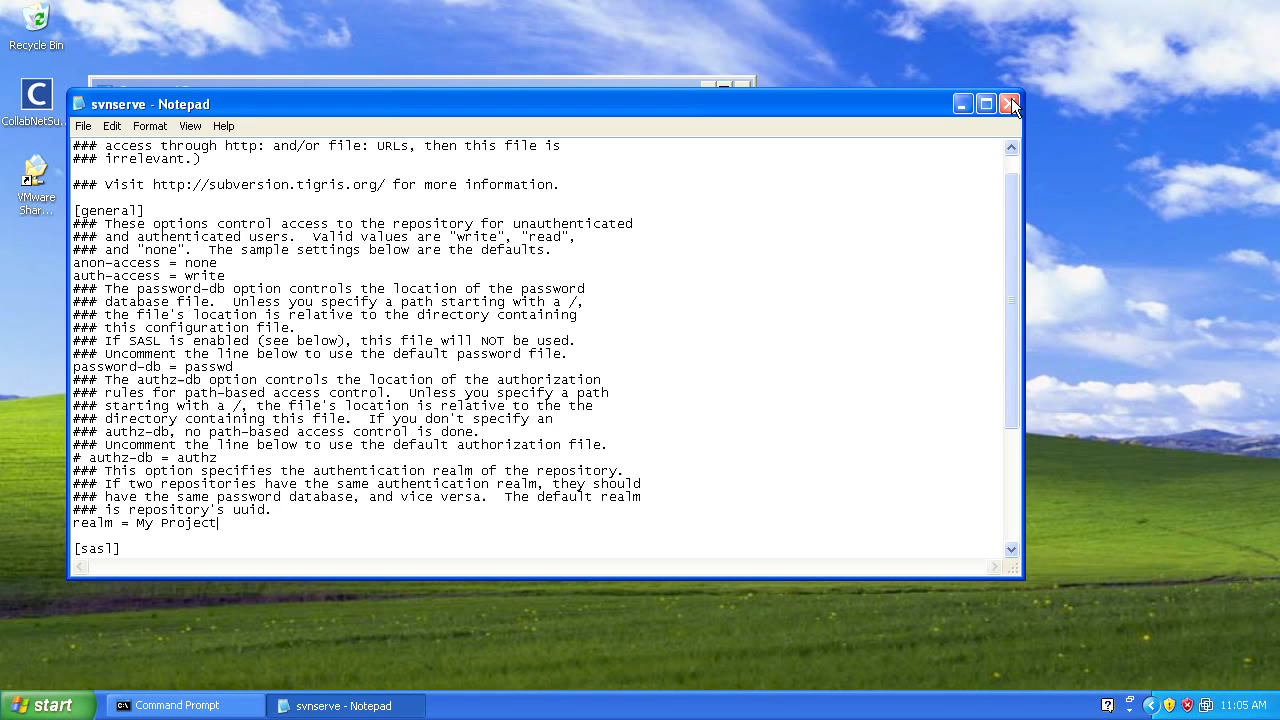 Recycle Bin
CollabNetSu...
VMware
Shar...
svnserve - Notepad
File Edit Format View Help
### access through http: and/or file: URLs, then this file is
### irrelevant.)
### Visit http://subversion.tigris.org/ for more information.
[general]
### These options control access to the repository for unauthenticated
### and authenticated users.  Valid values are "write", "read",
### and "none".  The sample settings below are the defaults.
anon-access = none
auth-access = write
### The password-db option controls the location of the password
### database file.  Unless you specify a path starting with a /,
### the file's location is relative to the directory containing
### this configuration file.
### If SASL is enabled (see below), this file will NOT be used.
### Uncomment the line below to use the default password file.
password-db = passwd
### The authz-db option controls the location of the authorization
### rules for path-based access control.  Unless you specify a path
### starting with a /, the file's location is relative to the the
### directory containing this file.  If you don't specify an
### authz-db, no path-based access control is done.
### Uncomment the line below to use the default authorization file.
# authz-db = authz
### This option specifies the authentication realm of the repository.
### If two repositories have the same authentication realm, they should
### have the same password database, and vice versa.  The default realm
### is repository's uuid.
realm = My Project
[sasl]
start
Command Prompt
svnserve - Notepad
11:05 AM